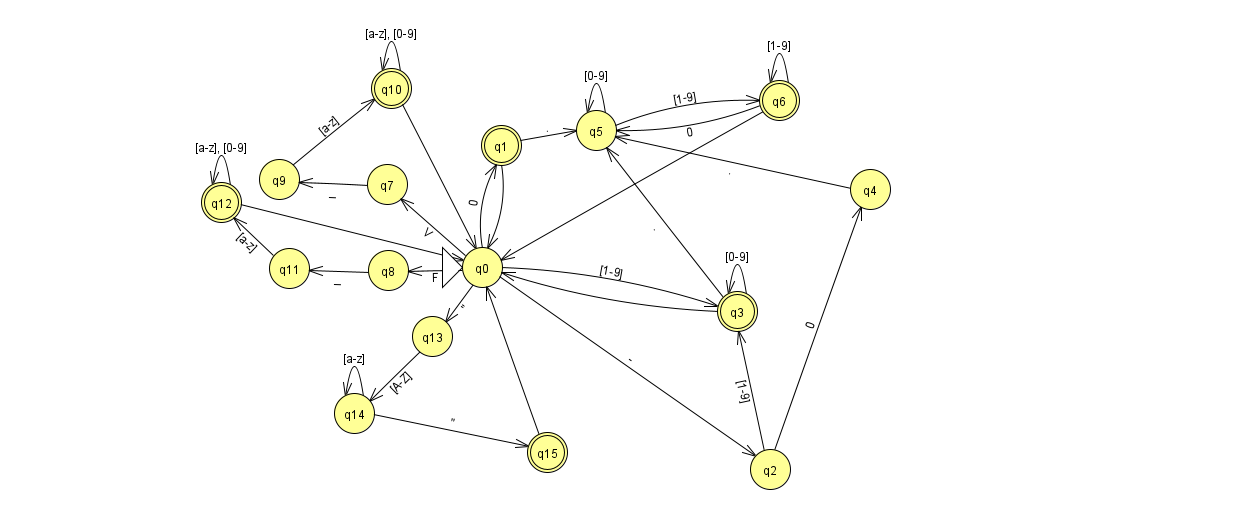 [a-z], [0-9]
q10
[1-9]
q6
[0-9]
q5
[1-9]
0
.
q1
[a-z]
[a-z], [0-9]
q9
q7
_
q12
0
V
.
q4
[a-z]
q11
q8
_
F
q0
[1-9]
.
[0-9]
q3
"
q13
-
0
[a-z]
[A-Z]
[1-9]
q14
"
q15
q2